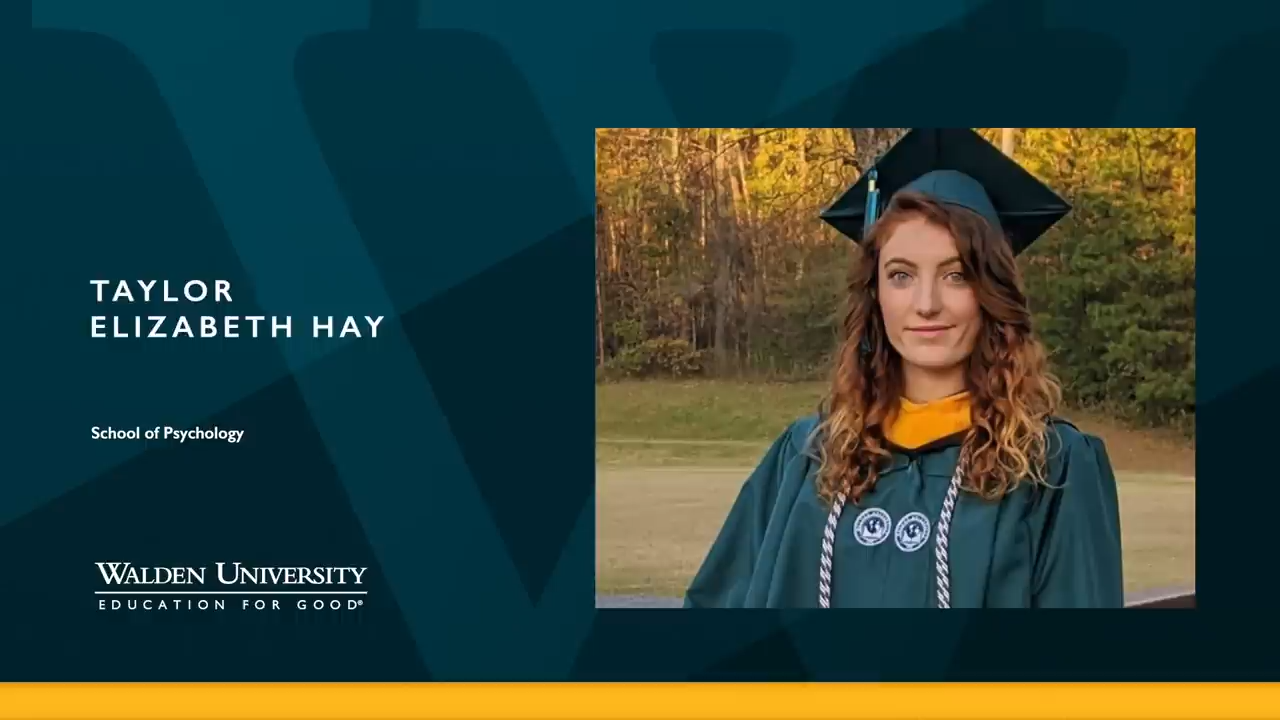 TAYLOR
ELIZABETH HAY
School of Psychology
WALDEN UNIVERSITY
EDUCATION FOR GOOD®